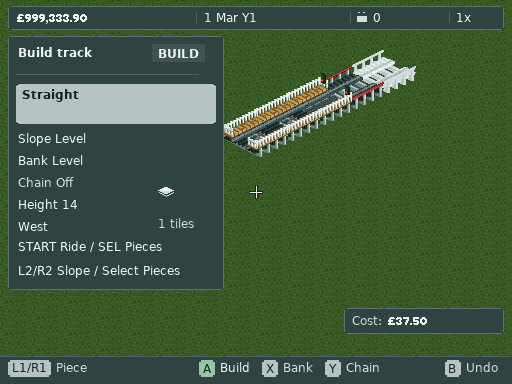 £999,333.90
1 Mar Y1
0
1x
Build track
BUILD
Straight
Slope Level
Bank Level
Chain Off
Height 14
West
1 tiles
START Ride / SEL Pieces
L2/R2 Slope / Select Pieces
Cost: £37.50
L1/R1 Piece
A Build
X Bank
Y Chain
B Undo